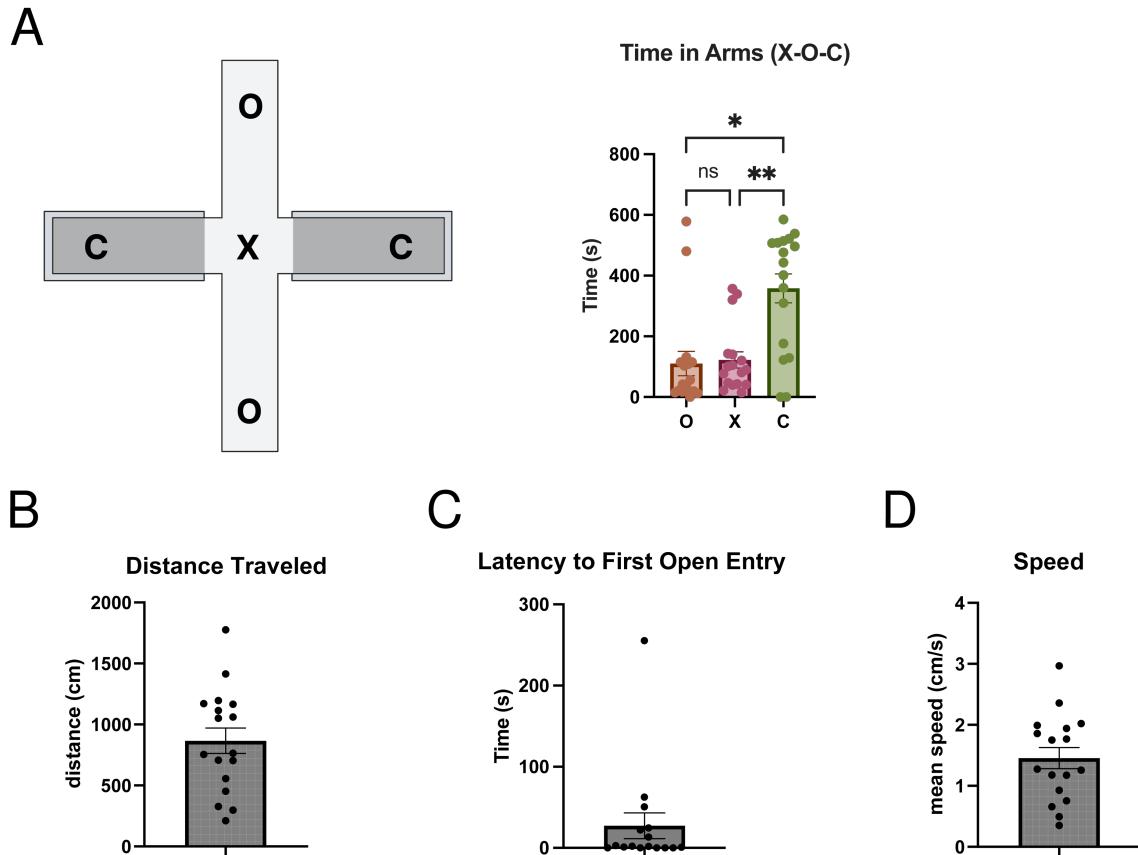 A
O
C X C
O
Time in Arms (X-O-C)
*
ns **
Time (s)
800
600
400
200
0
O X C
B
Distance Traveled
distance (cm)
2000
1500
1000
500
0
C
Latency to First Open Entry
Time (s)
300
200
100
0
D
Speed
mean speed (cm/s)
4
3
2
1
0